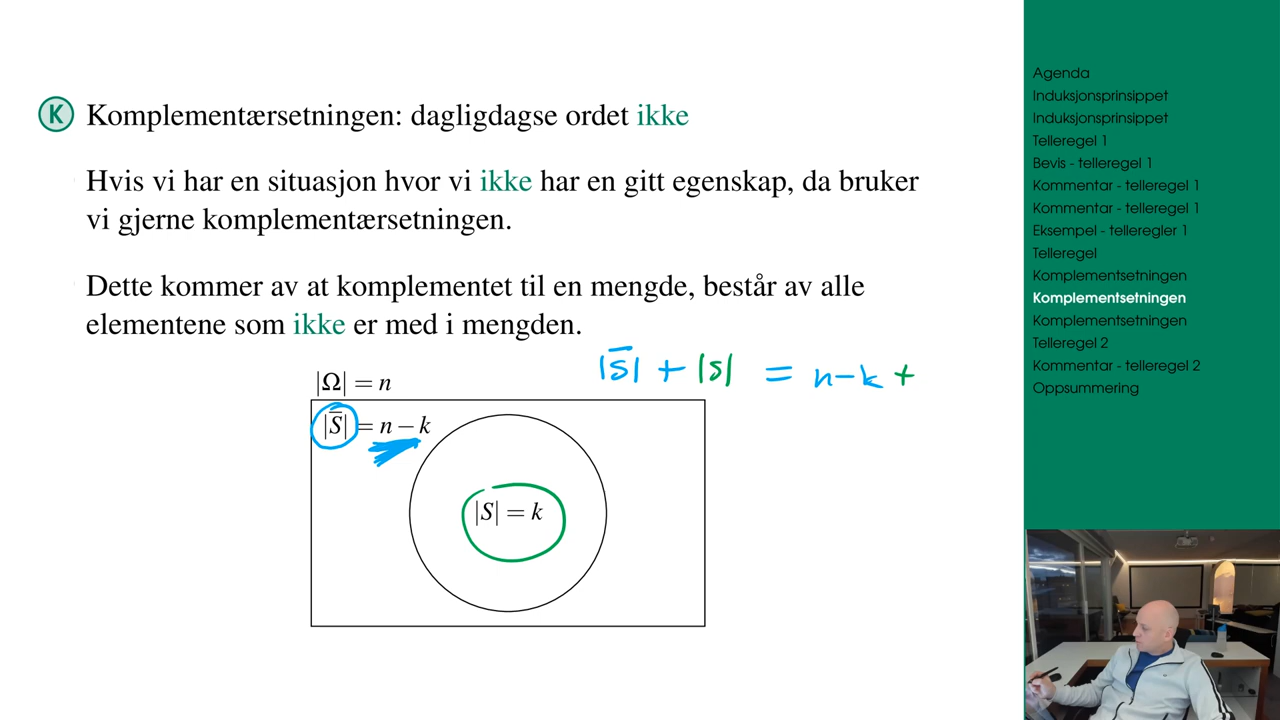 K Komplementærsetningen: dagligdagse ordet ikke
Hvis vi har en situasjon hvor vi ikke har en gitt egenskap, da bruker
vi gjerne komplementærsetningen.
Dette kommer av at komplementet til en mengde, består av alle
elementene som ikke er med i mengden.
|S̅| + |S| = n-k +
|Ω| = n
|S̅| = n − k
|S| = k
Agenda
Induksjonsprinsippet
Induksjonsprinsippet
Telleregel 1
Bevis - telleregel 1
Kommentar - telleregel 1
Kommentar - telleregel 1
Eksempel - telleregler 1
Telleregel
Komplementsetningen
Komplementsetningen
Komplementsetningen
Telleregel 2
Kommentar - telleregel 2
Oppsummering